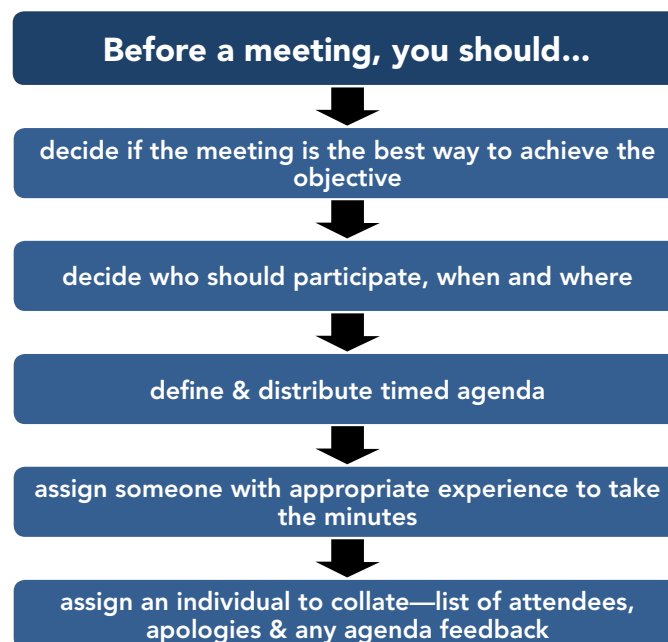 Before a meeting, you should...
decide if the meeting is the best way to achieve the
objective
decide who should participate, when and where
define & distribute timed agenda
assign someone with appropriate experience to take
the minutes
assign an individual to collate—list of attendees,
apologies & any agenda feedback